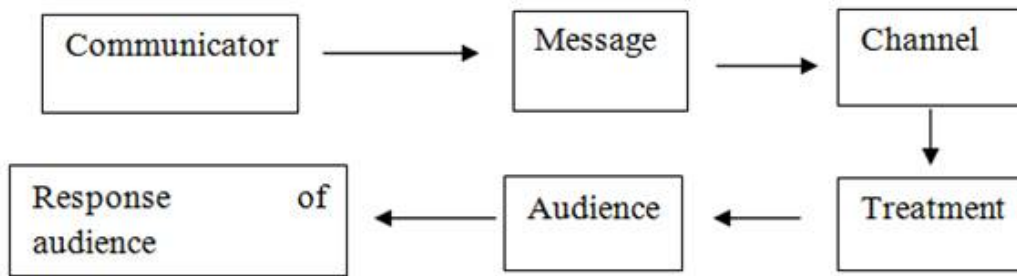 Communicator
Message
Channel
Response of
audience
Audience
Treatment